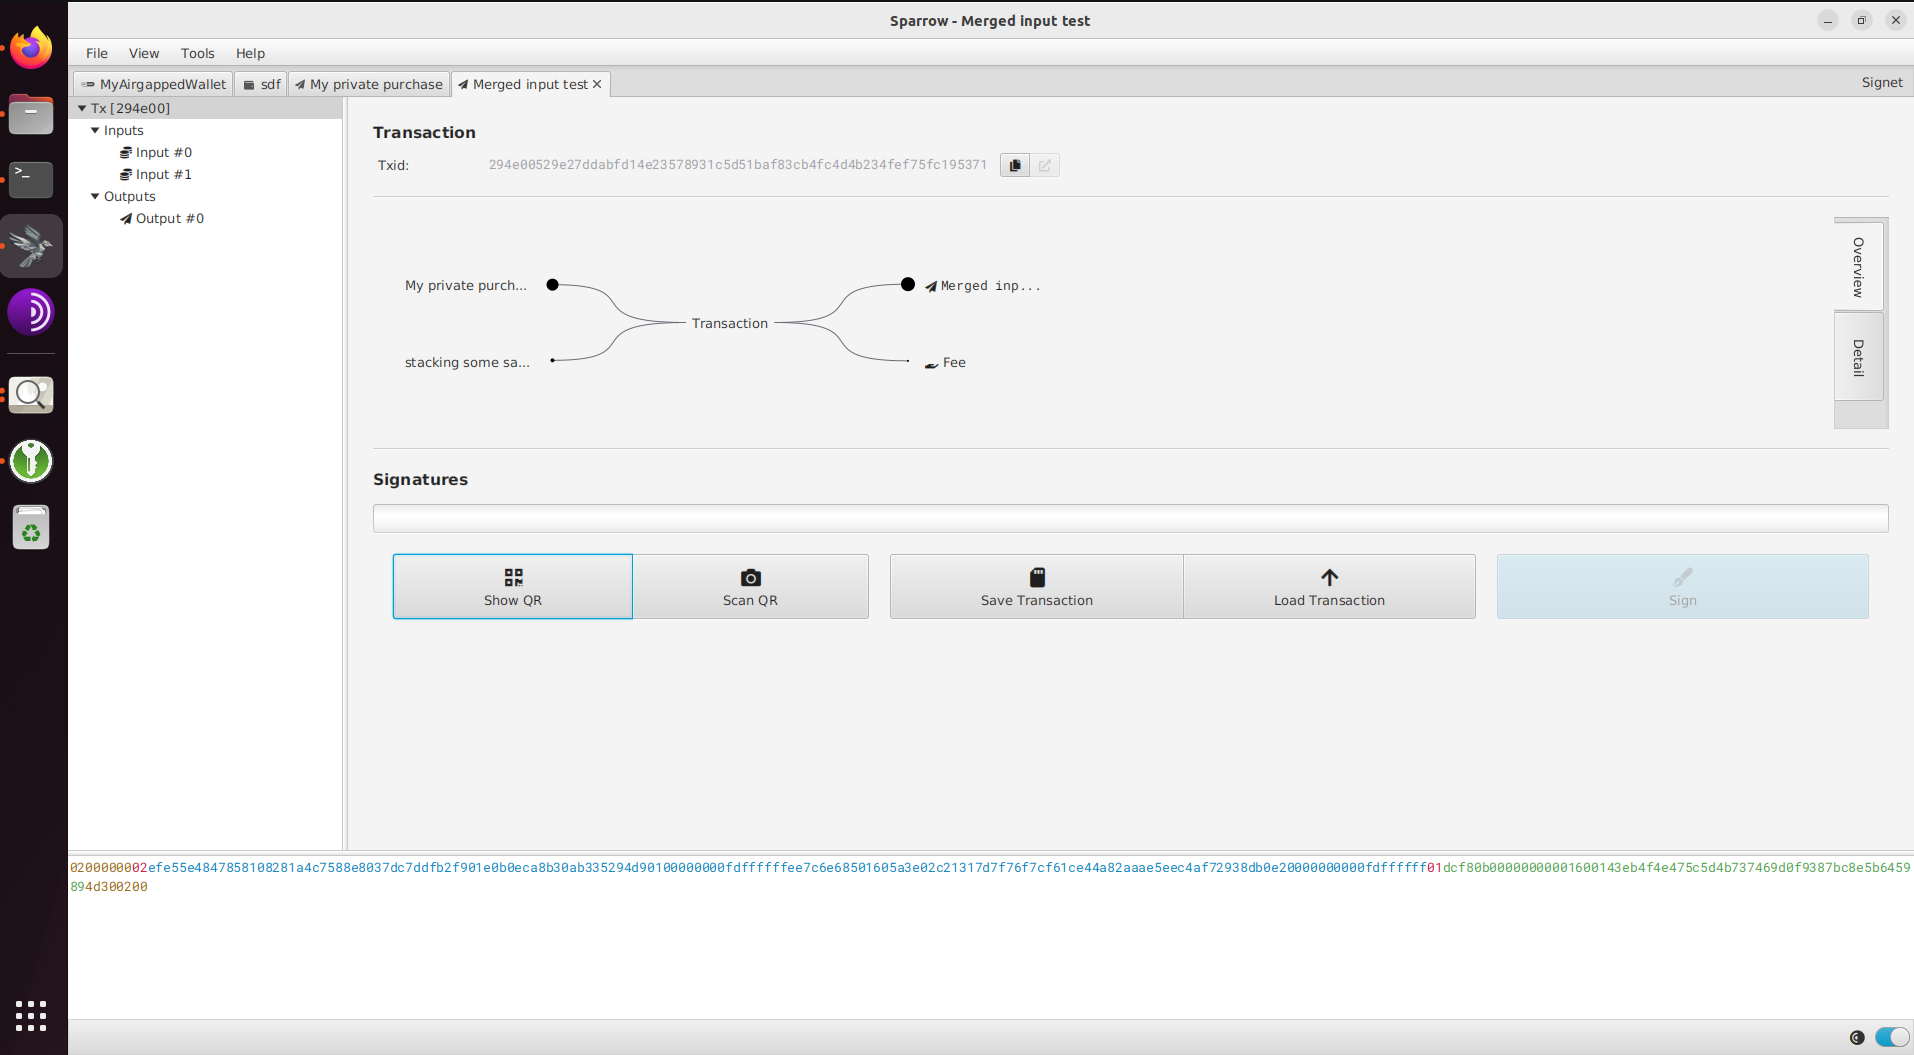 Sparrow - Merged input test
File View Tools Help
MyAirgappedWallet sdf My private purchase Merged input test Signet
Tx [294e00]
Inputs
Input #0
Input #1
Outputs
Output #0
Transaction
Txid: 294e00529e27ddabfd14e23578931c5d51baf83cb4fc4d4b234fef75fc195371
My private purch...
Merged inp...
Transaction
stacking some sa...
Fee
Overview
Detail
Signatures
Show QR
Scan QR
Save Transaction
Load Transaction
Sign
0200000002efe55e4847858108281a4c7588e8037dc7ddfb2f901e0b0eca8b30ab335294d90100000000fdffffffee7c6e68501605a3e02c21317d7f76f7cf61ce44a82aaae5eec4af72938db0e20000000000fdffffff01dcf80b00000000001600143eb4f4e475c5d4b737469d0f9387bc8e5b6459
894d300200